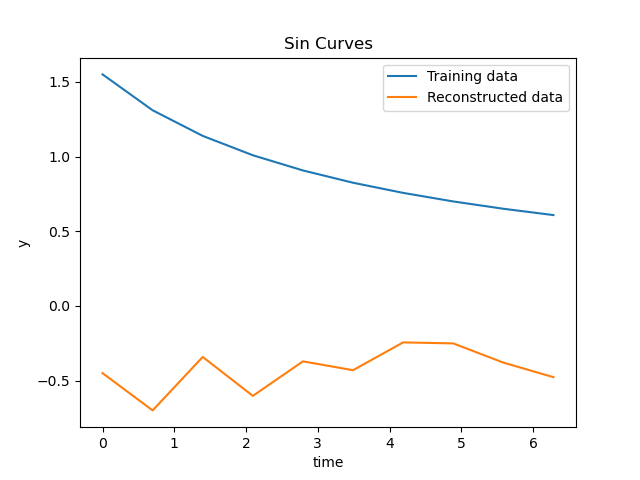 Sin Curves
Training data
Reconstructed data
1.5
1.0
0.5
0.0
−0.5
y
0 1 2 3 4 5 6
time